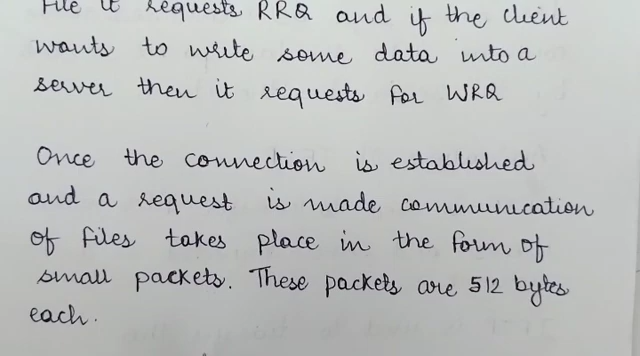 File it requests RRQ and if the client
wants to write some data into a
server then it requests for WRQ
Once the connection is established
and a request is made communication
of files takes place in the form of
small packets. These packets are 512 bytes
each.